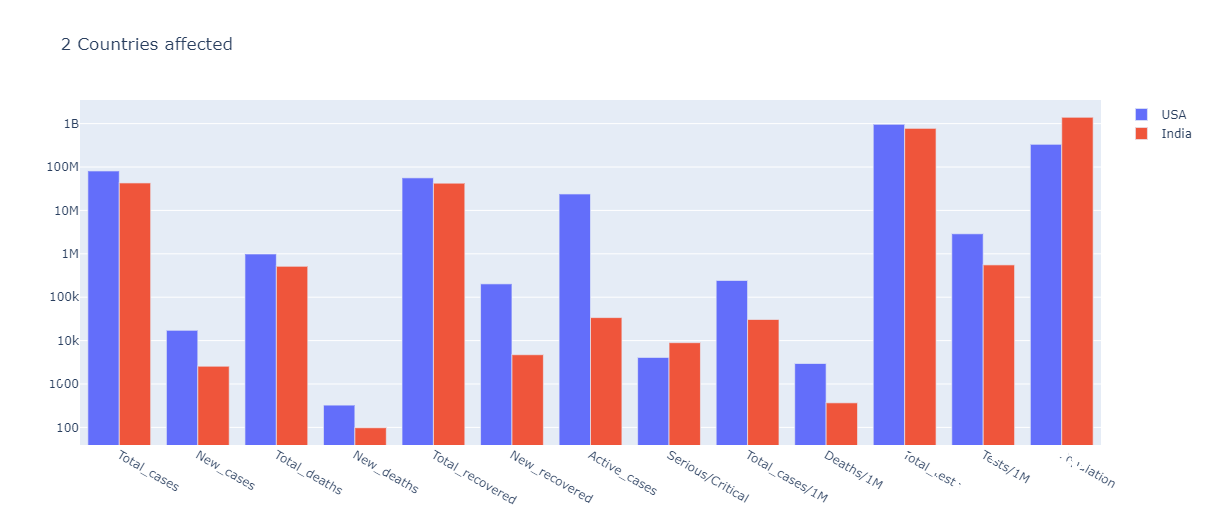 2 Countries affected
USA
India
1B
100M
10M
1M
100k
10k
1000
100
Total_cases
New_cases
Total_deaths
New_deaths
Total_recovered
New_recovered
Active_cases
Serious/Critical
Total_cases/1M
Deaths/1M
Tests/1M